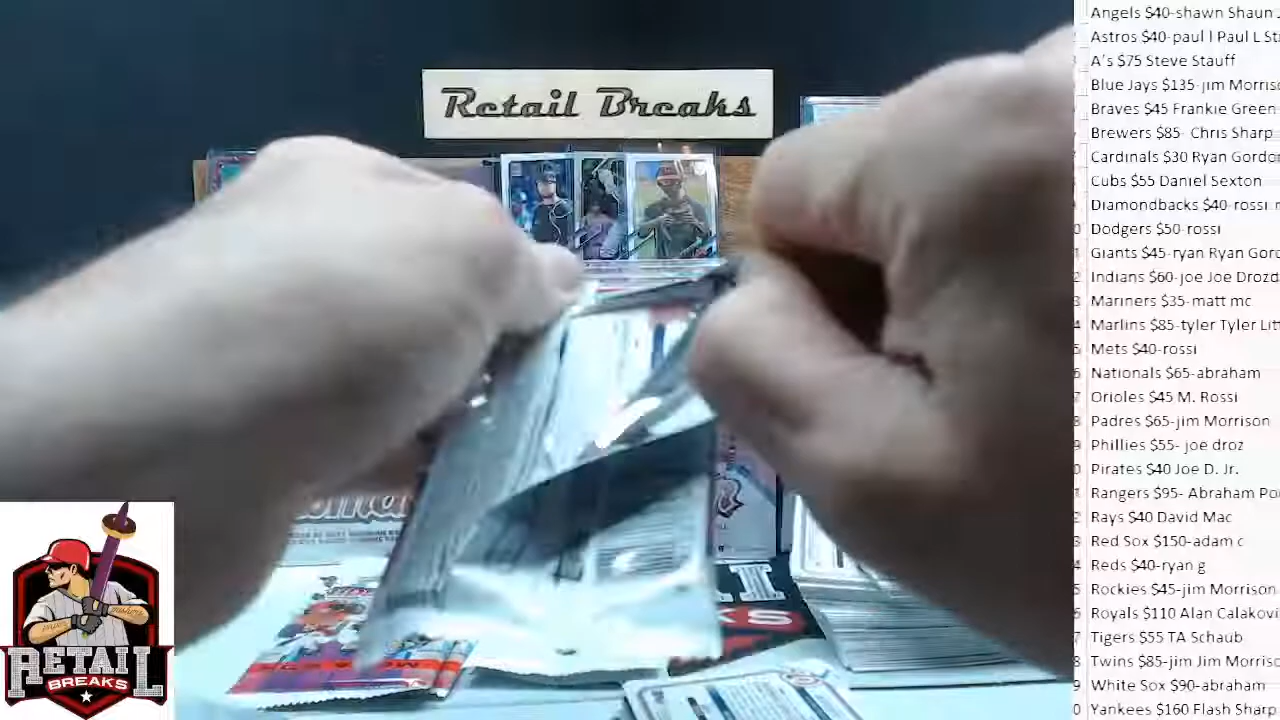 Retail Breaks
Angels $40-shawn Shaun
Astros $40-paul l Paul L Sti
A's $75 Steve Stauff
Blue Jays $135-jim Morris
Braves $45 Frankie Green
Brewers $85- Chris Sharp
Cardinals $30 Ryan Gordo
Cubs $55 Daniel Sexton
Diamondbacks $40-rossi
Dodgers $50-rossi
Giants $45-ryan Ryan Gord
Indians $60-joe Joe Drozd
Mariners $35-matt mc
Marlins $85-tyler Tyler Lit
Mets $40-rossi
Nationals $65-abraham
Orioles $45 M. Rossi
Padres $65-jim Morrison
Phillies $55- joe droz
Pirates $40 Joe D. Jr.
Rangers $95- Abraham Po
Rays $40 David Mac
Red Sox $150-adam c
Reds $40-ryan g
Rockies $45-jim Morrison
Royals $110 Alan Calakou
Tigers $55 TA Schaub
Twins $85-jim Jim Morris
White Sox $90-abraham
Yankees $160 Flash Sharp
RETAIL
BREAKS